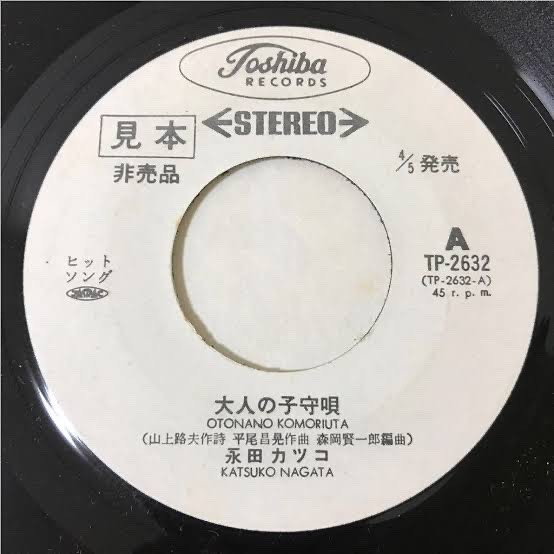 Toshiba
RECORDS
見本
STEREO
非売品
4/5 発売
A
TP-2632
(TP-2632-A)
45 r.p.m.
ヒット
ソング
JASRAC
大人の子守唄
OTONANO KOMORIUTA
(山上路夫作詩 平尾昌晃作曲 森岡賢一郎編曲)
永田カツコ
KATSUKO NAGATA